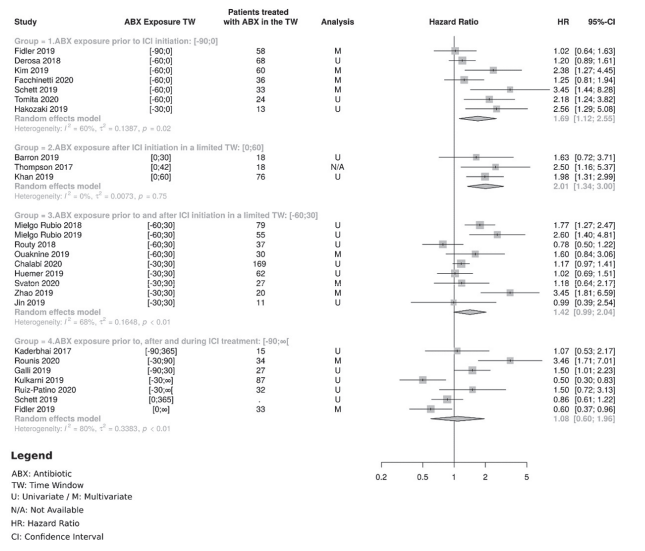 Patients treated
Study ABX Exposure TW with ABX in the TW Analysis Hazard Ratio HR 95%-CI
Group = 1.ABX exposure prior to ICI initiation: [-90;0]
Fidler 2019 [-90;0] 58 M 1.02 [0.64; 1.63]
Derosa 2018 [-60;0] 68 U 1.20 [0.89; 1.61]
Kim 2019 [-60;0] 60 M 2.38 [1.27; 4.45]
Facchinetti 2020 [-60;0] 36 M 1.25 [0.81; 1.94]
Schett 2019 [-60;0] 33 M 3.45 [1.44; 8.28]
Tomita 2020 [-60;0] 24 U 2.18 [1.24; 3.82]
Hakozaki 2019 [-30;0] 13 U 2.56 [1.29; 5.08]
Random effects model 1.69 [1.12; 2.55]
Heterogeneity: I² = 60%, τ² = 0.1387, p = 0.02
Group = 2.ABX exposure after ICI initiation in a limited TW: [0;60]
Barron 2019 [0;30] 18 U 1.63 [0.72; 3.71]
Thompson 2017 [0;42] 18 N/A 2.50 [1.16; 5.37]
Khan 2019 [0;60] 76 U 1.98 [1.31; 2.99]
Random effects model 2.01 [1.34; 3.00]
Heterogeneity: I² = 0%, τ² = 0.0073, p = 0.75
Group = 3.ABX exposure prior to and after ICI initiation in a limited TW: [-60;30]
Mielgo Rubio 2018 [-60;30] 79 U 1.77 [1.27; 2.47]
Mielgo Rubio 2019 [-60;30] 55 U 2.60 [1.40; 4.81]
Routy 2018 [-60;30] 37 U 0.78 [0.50; 1.22]
Ouaknine 2019 [-60;30] 30 M 1.60 [0.84; 3.06]
Chalabi 2020 [-30;30] 169 U 1.17 [0.97; 1.41]
Huemer 2019 [-30;30] 62 U 1.02 [0.69; 1.51]
Svaton 2020 [-30;30] 27 M 1.18 [0.64; 2.17]
Zhao 2019 [-30;30] 20 M 3.45 [1.81; 6.59]
Jin 2019 [-30;30] 11 U 0.99 [0.39; 2.54]
Random effects model 1.42 [0.99; 2.04]
Heterogeneity: I² = 68%, τ² = 0.1648, p < 0.01
Group = 4.ABX exposure prior to, after and during ICI treatment: [-90;∞[
Kaderbhai 2017 [-90;365] 15 U 1.07 [0.53; 2.17]
Rounis 2020 [-30;90] 34 M 3.46 [1.71; 7.01]
Galli 2019 [-90;30] 27 U 1.50 [1.01; 2.23]
Kulkarni 2019 [-30;∞] 87 U 0.50 [0.30; 0.83]
Ruiz-Patino 2020 [-30;∞] 32 U 1.50 [0.72; 3.13]
Schett 2019 [0;365] . U 0.86 [0.61; 1.22]
Fidler 2019 [0;∞] 33 M 0.60 [0.37; 0.96]
Random effects model 1.08 [0.60; 1.96]
Heterogeneity: I² = 80%, τ² = 0.3383, p < 0.01
Legend
ABX: Antibiotic
0.2 0.5 1 2 5
TW: Time Window
U: Univariate / M: Multivariate
N/A: Not Available
HR: Hazard Ratio
CI: Confidence Interval